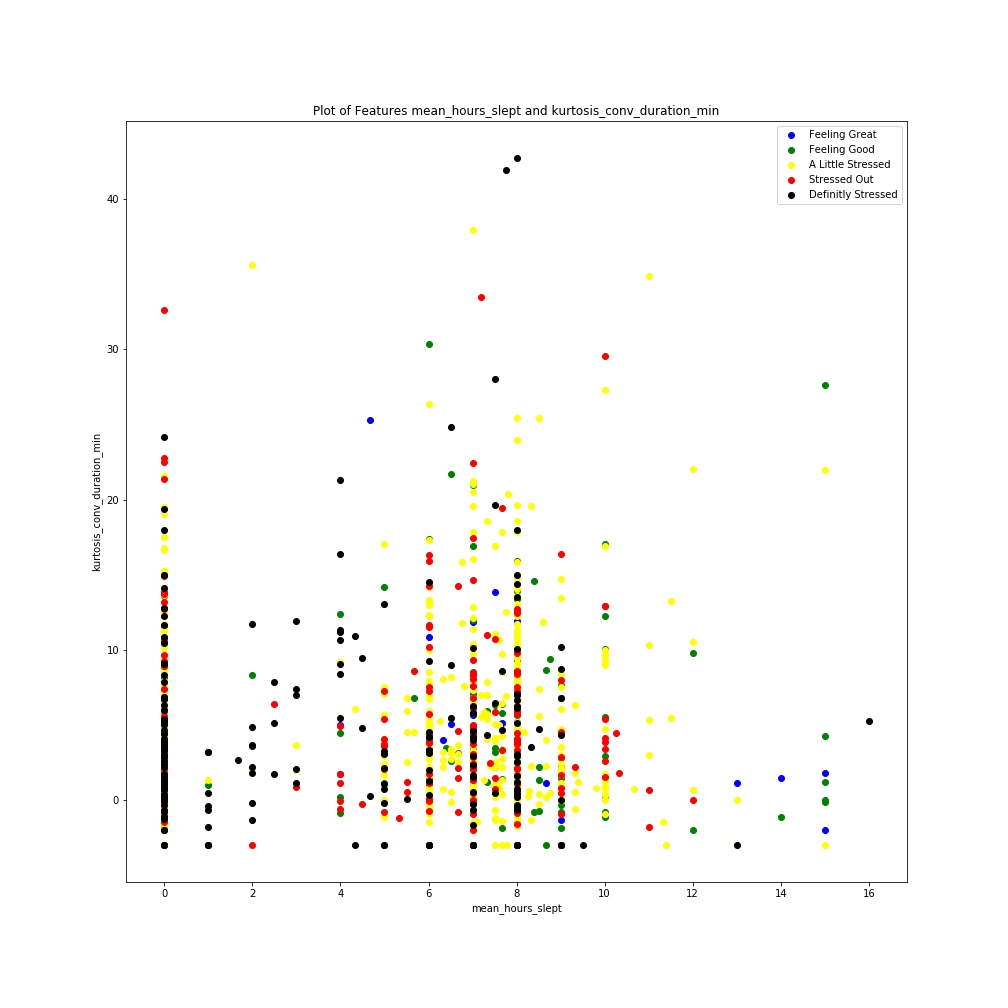 Plot of Features mean_hours_slept and kurtosis_conv_duration_min
Feeling Great
Feeling Good
A Little Stressed
Stressed Out
Definitly Stressed
kurtosis_conv_duration_min
40
30
20
10
0
0 2 4 6 8 10 12 14 16
mean_hours_slept